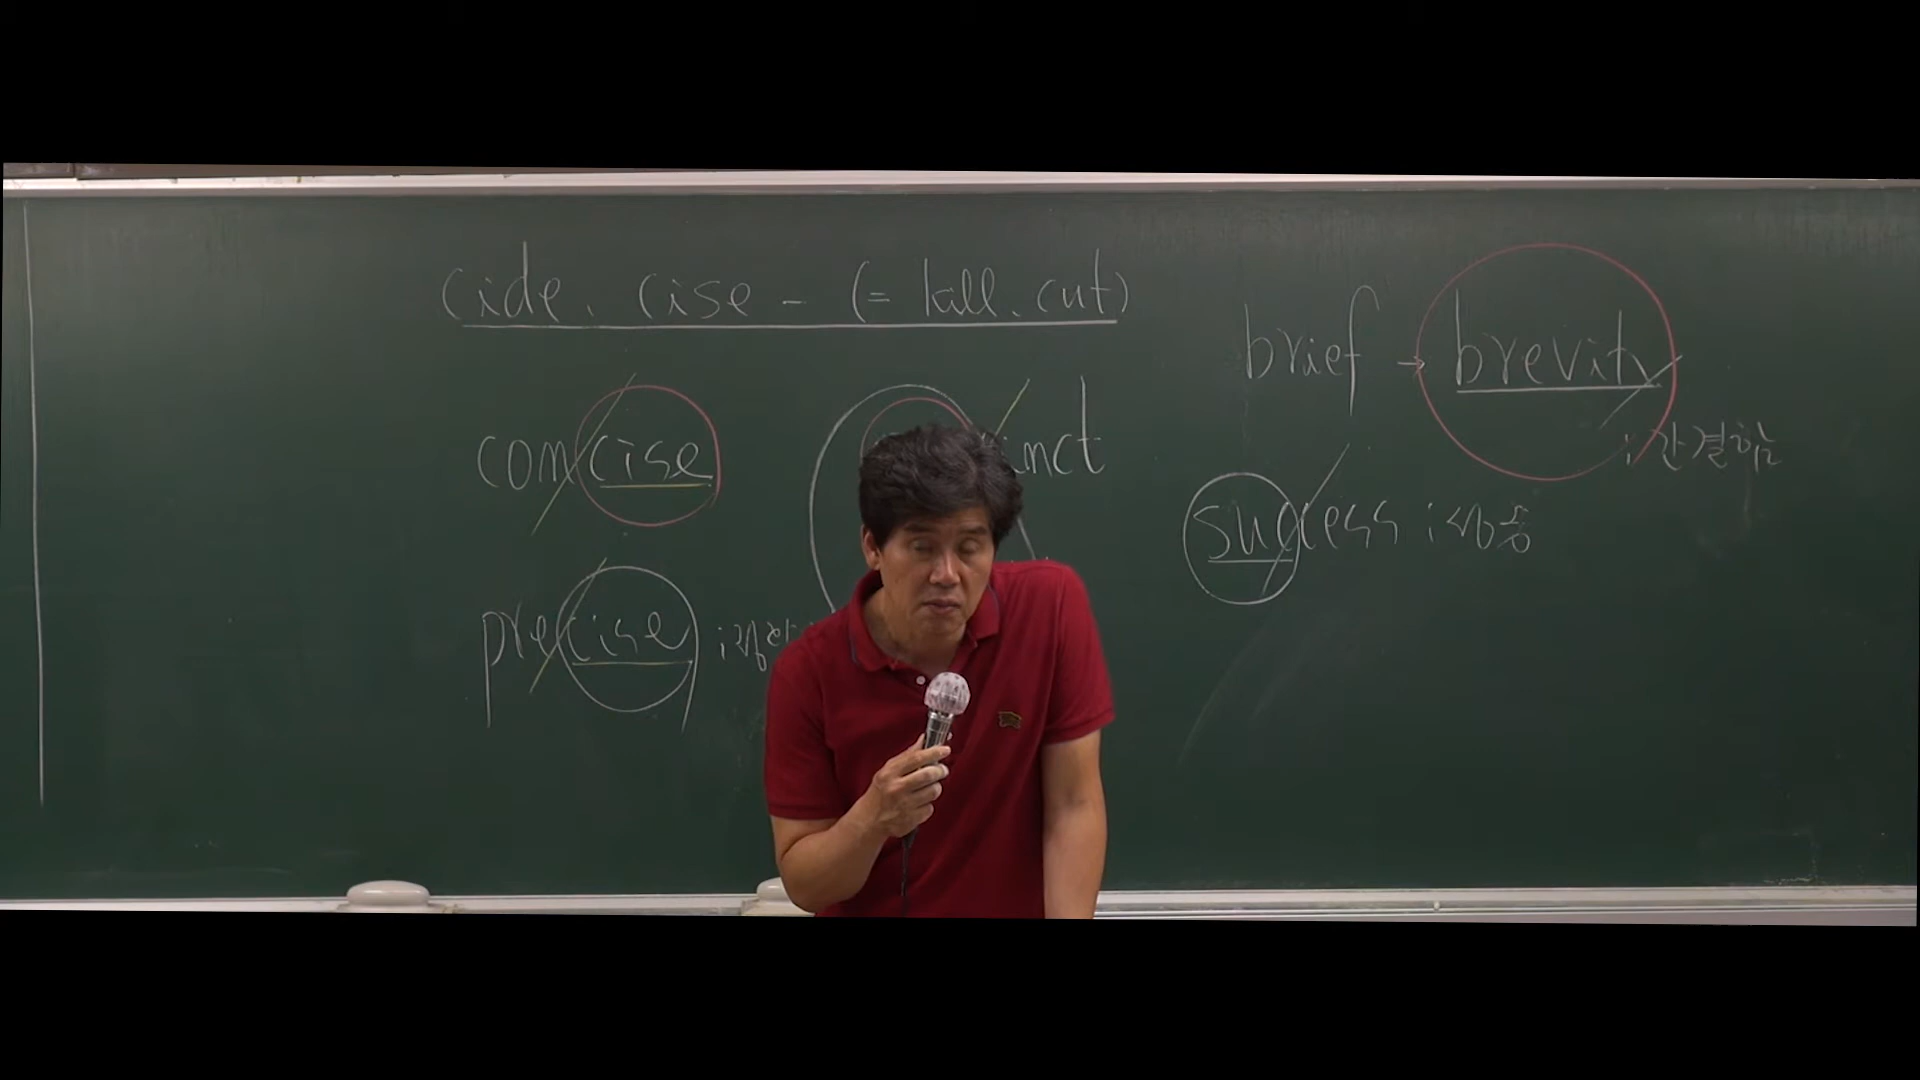 cide. cise - (= kill. cut)
concise
precise
brief → brevity
; 간결함
success ; 성공